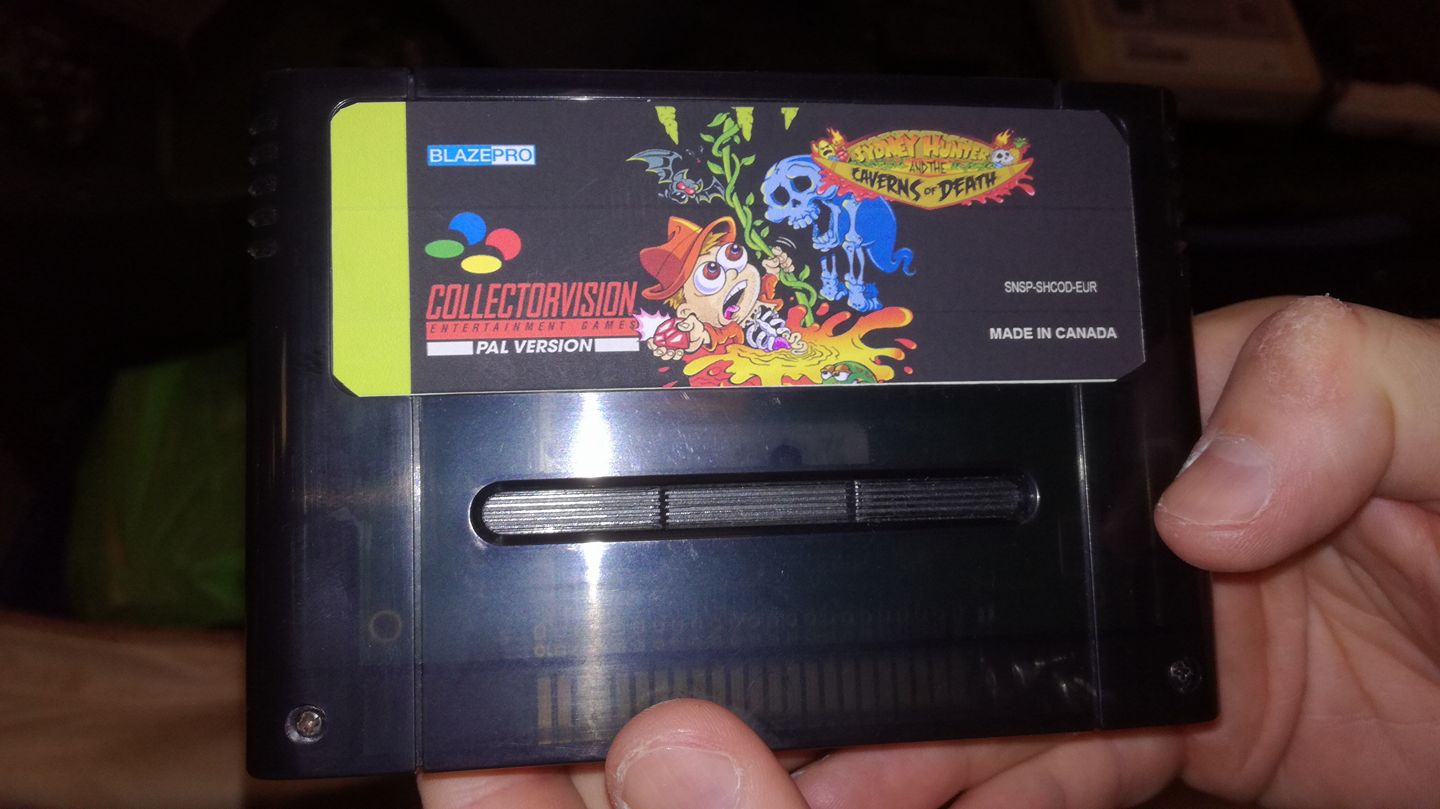 BLAZEPRO
SYDNEY HUNTER
AND THE
CAVERNS OF DEATH
COLLECTORVISION
ENTERTAINMENT GAMES
PAL VERSION
SNSP-SHCOD-EUR
MADE IN CANADA